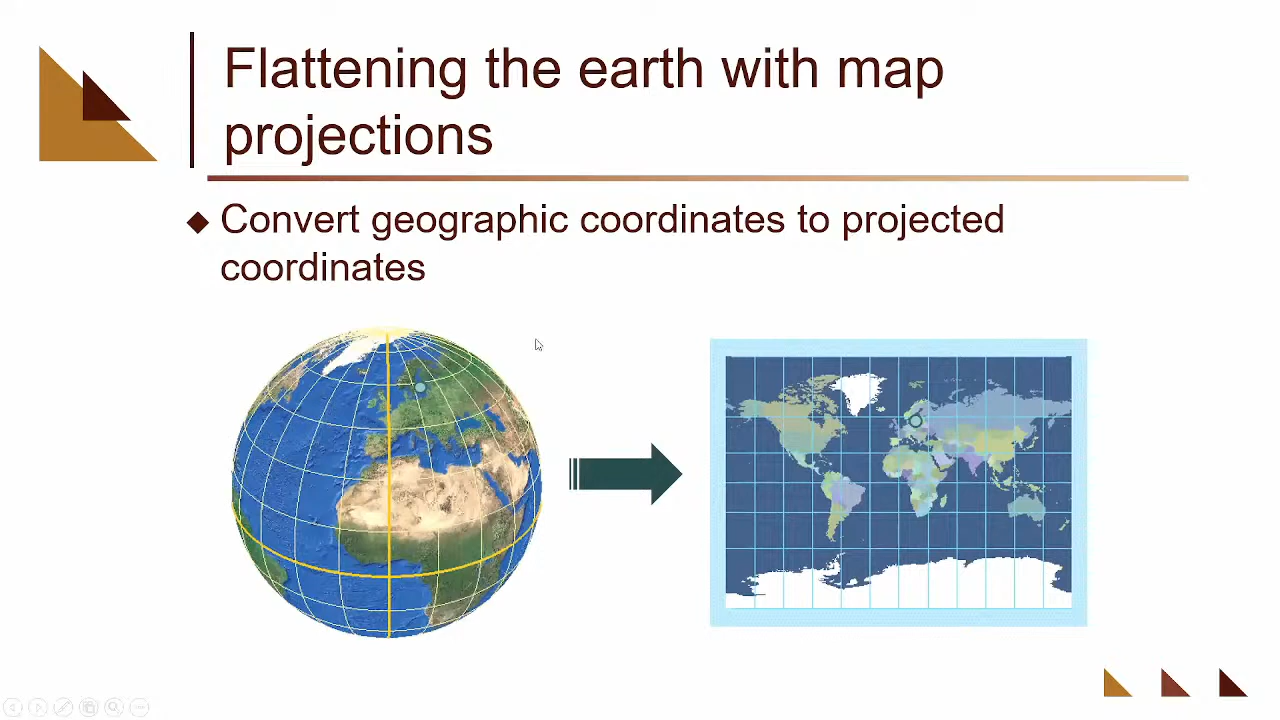 Flattening the earth with map
projections
Convert geographic coordinates to projected
coordinates